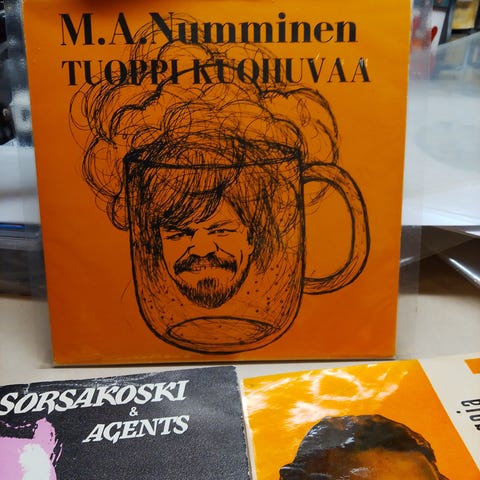 M.A.Numminen
TUOPPI KUOHUVAA
SORSAKOSKI
&
AGENTS